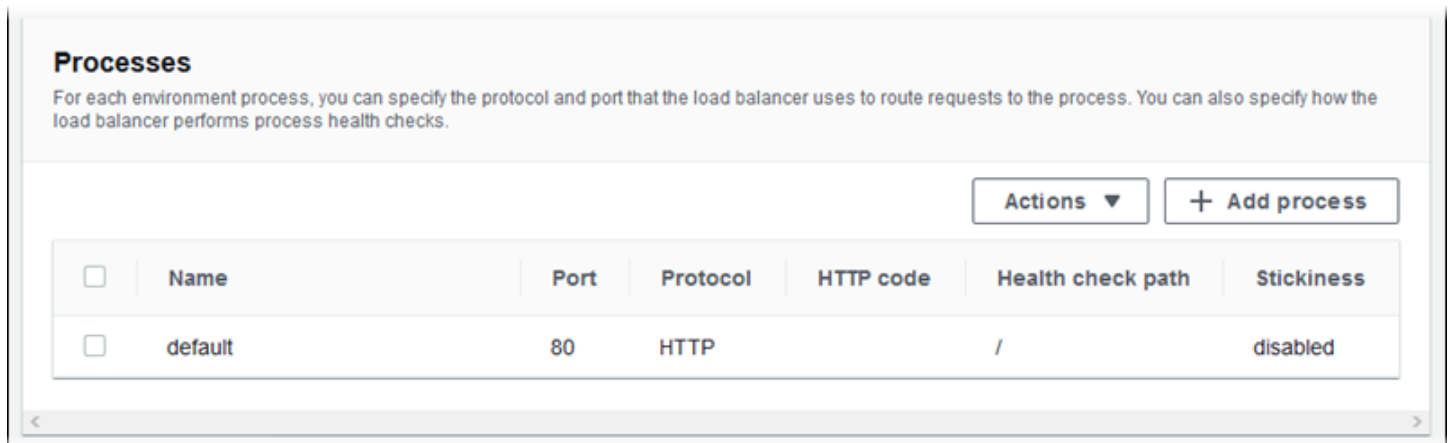 Processes
For each environment process, you can specify the protocol and port that the load balancer uses to route requests to the process. You can also specify how the
load balancer performs process health checks.
Actions
Add process
Name Port Protocol HTTP code Health check path Stickiness
default 80 HTTP / disabled